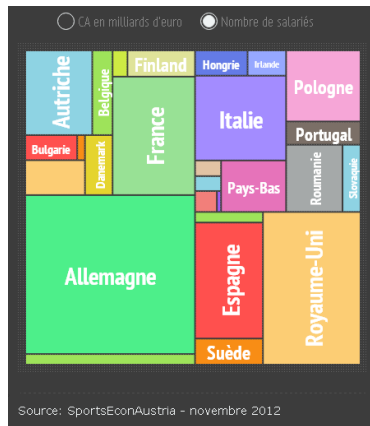 CA en milliards d'euro
Nombre de salariés
Autriche
Belgique
Finland
Hongrie
Irlande
Pologne
France
Italie
Portugal
Bulgarie
Danemark
Pays-Bas
Roumanie
Slovaquie
Allemagne
Espagne
Royaume-Uni
Suède
Source: SportsEconAustria - novembre 2012